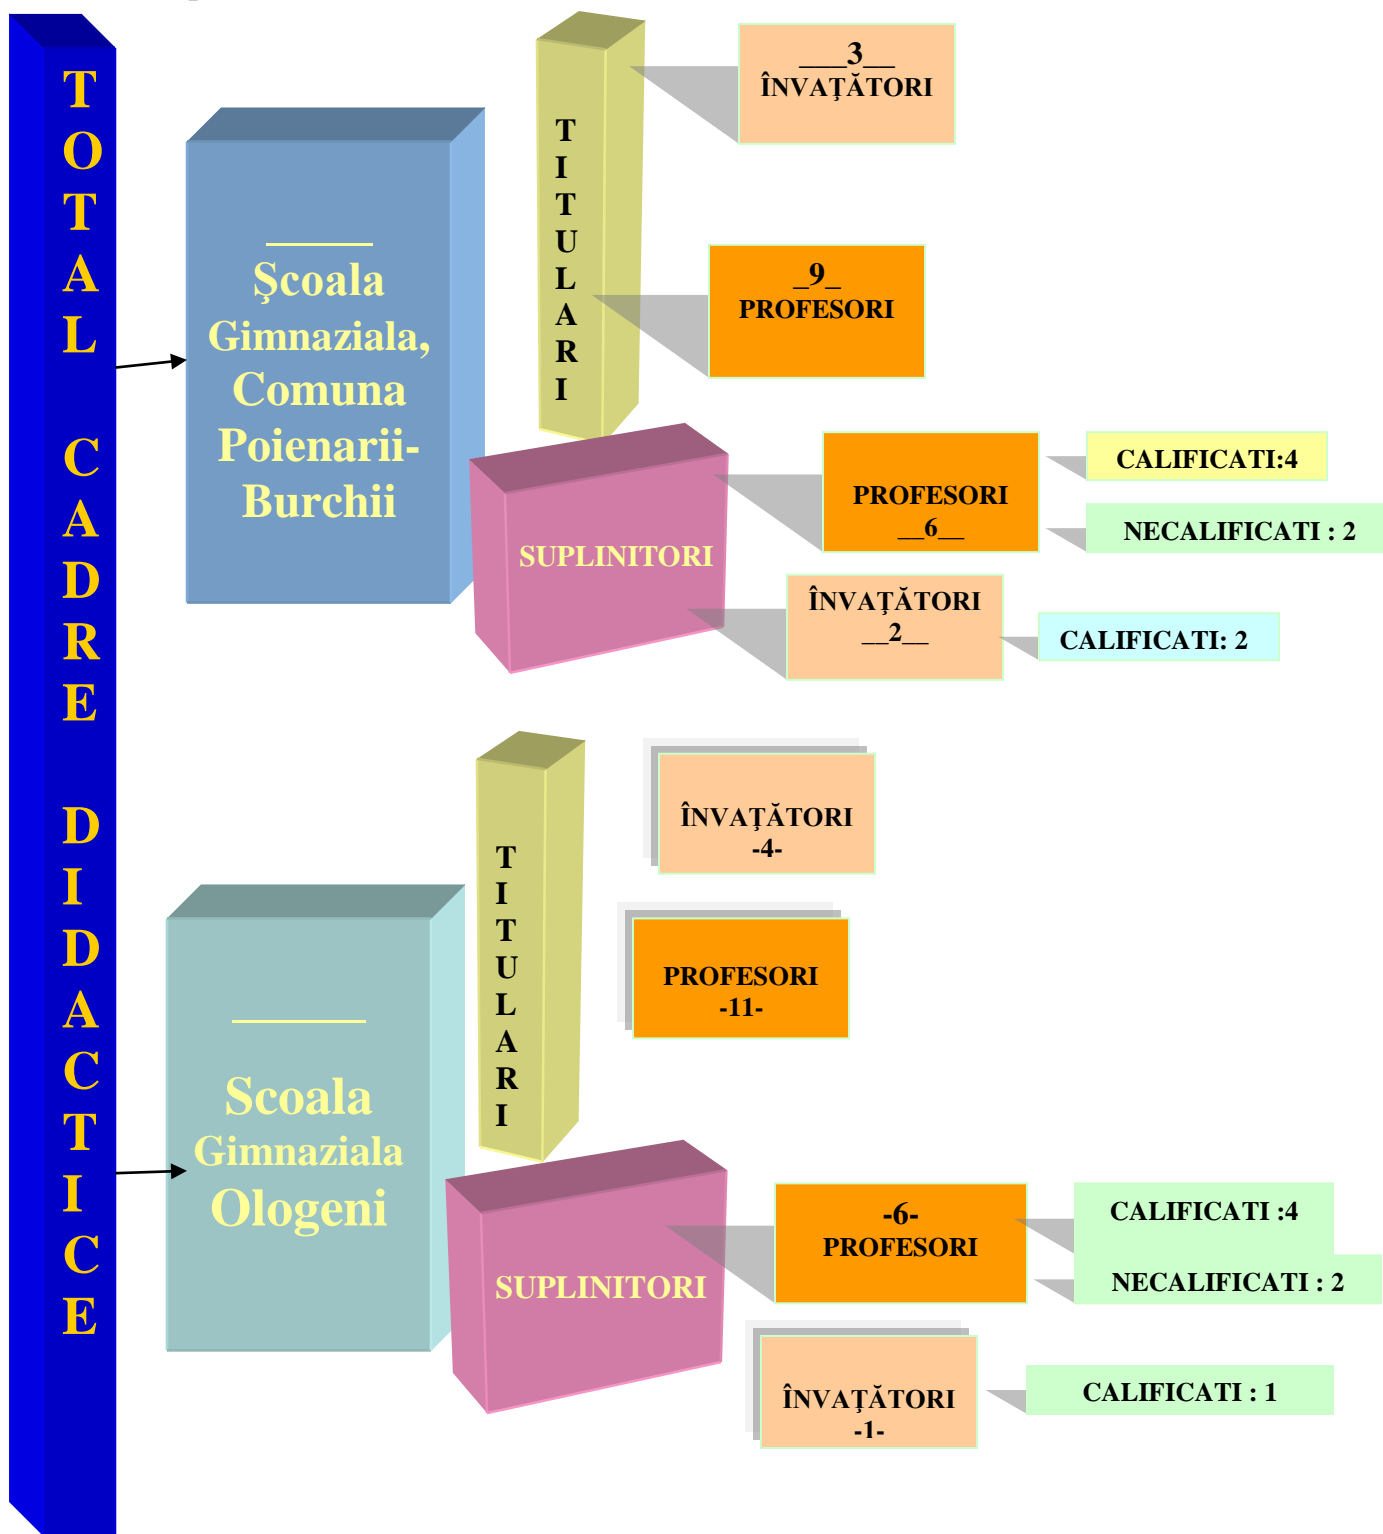 TOTAL CADRE DIDACTICE
Şcoala
Gimnaziala,
Comuna
Poienarii-
Burchii
TITULARI
___3__
ÎNVAŢĂTORI
_9_
PROFESORI
SUPLINITORI
PROFESORI
__6__
CALIFICATI:4
NECALIFICATI : 2
ÎNVAŢĂTORI
__2__
CALIFICATI: 2
Scoala
Gimnaziala
Ologeni
TITULARI
ÎNVAŢĂTORI
-4-
PROFESORI
-11-
SUPLINITORI
-6-
PROFESORI
CALIFICATI :4
NECALIFICATI : 2
ÎNVAŢĂTORI
-1-
CALIFICATI : 1